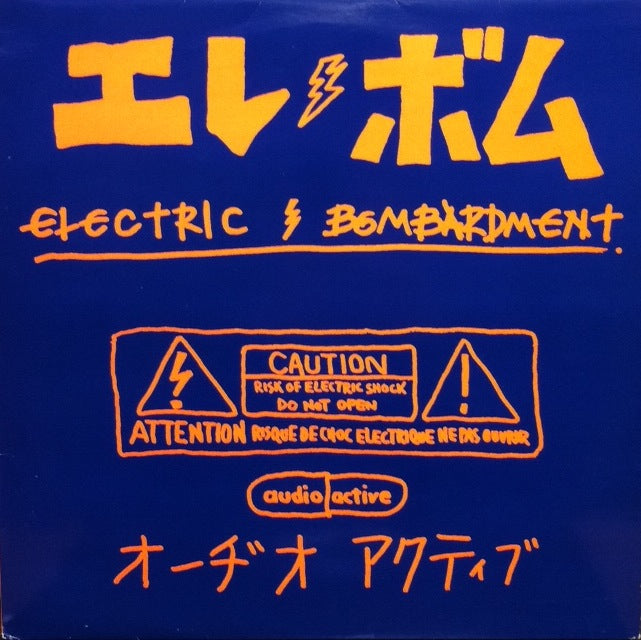 エレボム
ELECTRIC BOMBARDMENT.
CAUTION
RISK OF ELECTRIC SHOCK
DO NOT OPEN
ATTENTION RISQUE DE CHOC ELECTRIQUE NE PAS OUVRIR
audio active
オーヂオ アクティブ